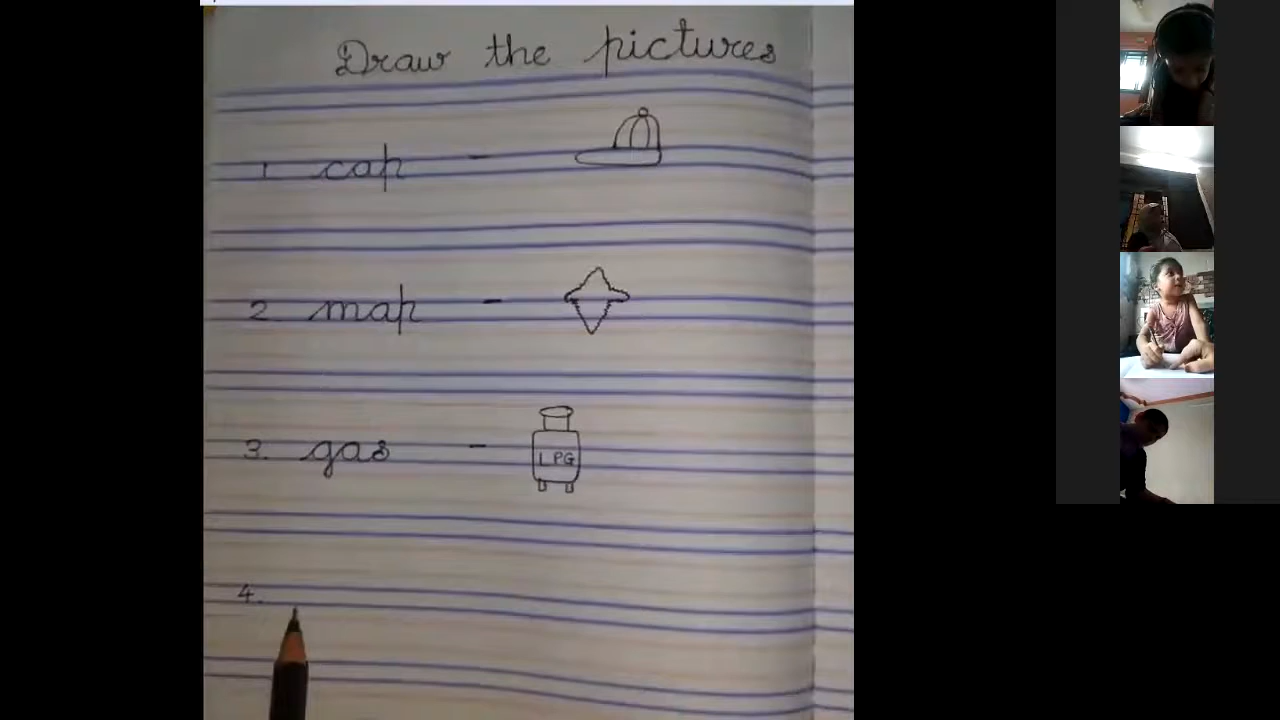 Draw the pictures
1 cap -
2 map -
3. gas - LPG
4.